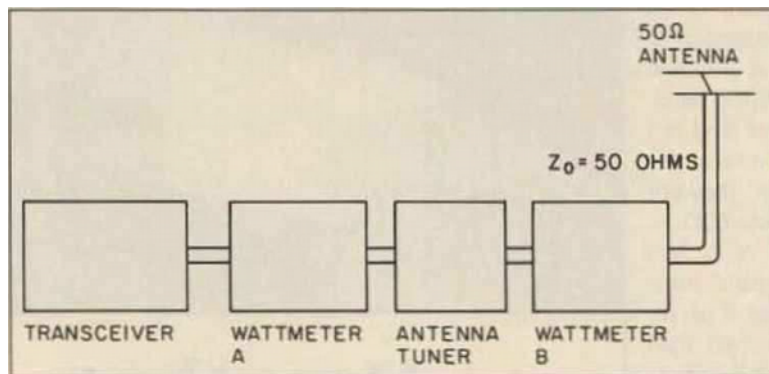 50Ω
ANTENNA
Z₀ = 50 OHMS
TRANSCEIVER
WATTMETER
A
ANTENNA
TUNER
WATTMETER
B